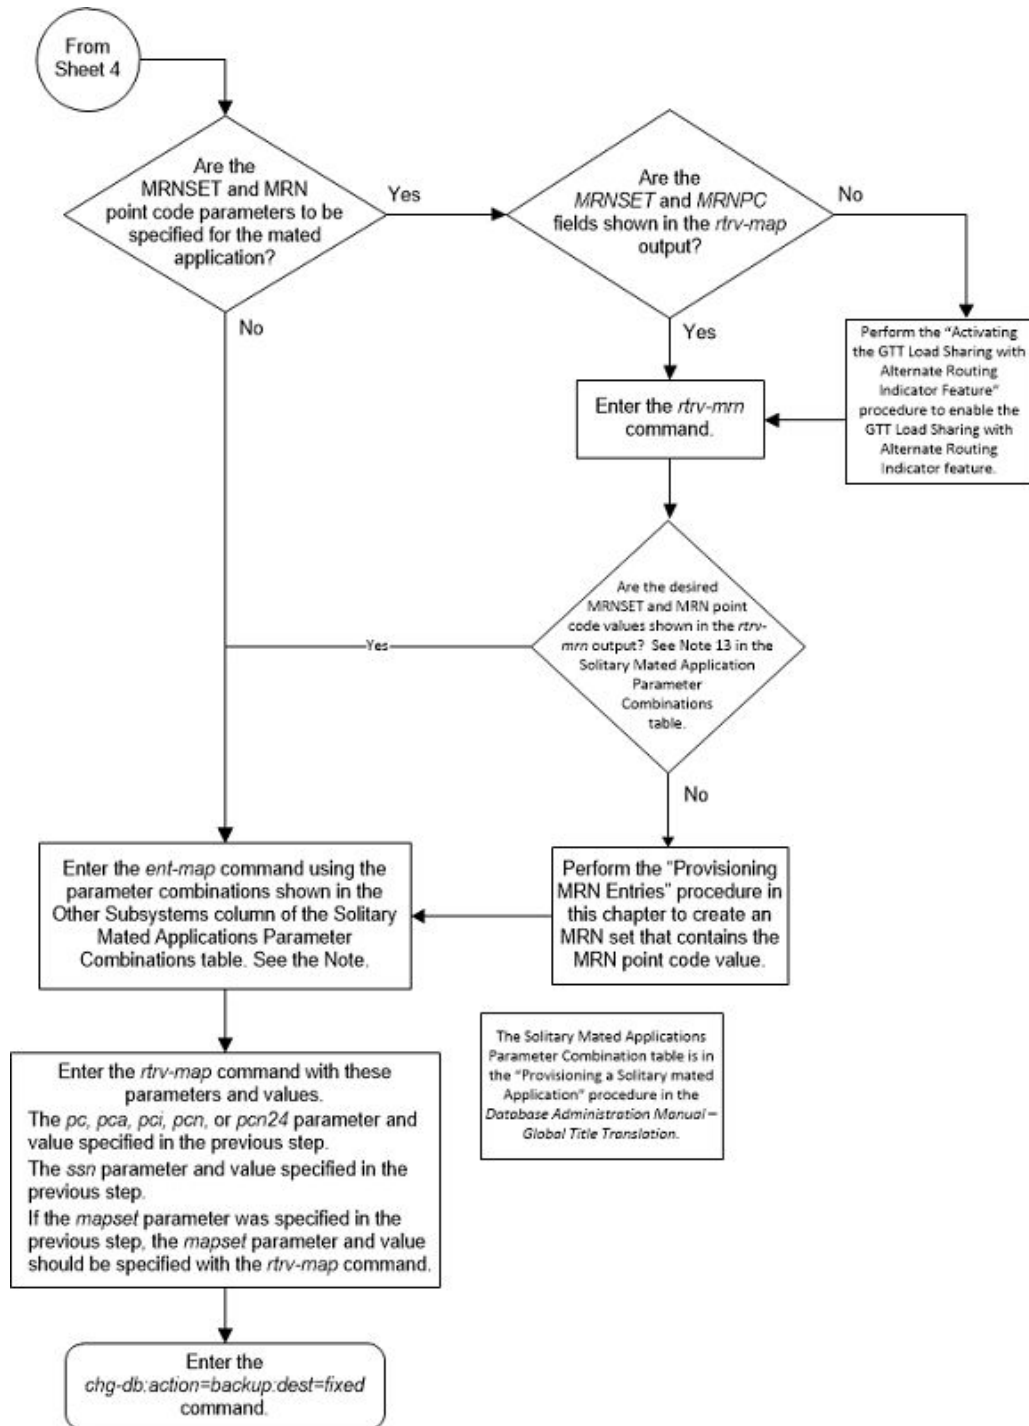 From
Sheet 4
Are the
MRNSET and MRN
point code parameters to be
specified for the mated
application?
Yes
Are the
MRNSET and MRNPC
fields shown in the rtrv-map
output?
No
No
Yes
Perform the “Activating
the GTT Load Sharing with
Alternate Routing
Indicator Feature”
procedure to enable the
GTT Load Sharing with
Alternate Routing
Indicator feature.
Enter the rtrv-mrn
command.
Are the desired
MRNSET and MRN point
code values shown in the rtrv-
mrn output? See Note 13 in the
Solitary Mated Application
Parameter
Combinations
table.
Yes
No
Enter the ent-map command using the
parameter combinations shown in the
Other Subsystems column of the Solitary
Mated Applications Parameter
Combinations table. See the Note.
Perform the “Provisioning
MRN Entries” procedure in
this chapter to create an
MRN set that contains the
MRN point code value.
The Solitary Mated Applications
Parameter Combination table is in
the “Provisioning a Solitary mated
Application” procedure in the
Database Administration Manual –
Global Title Translation.
Enter the rtrv-map command with these
parameters and values.
The pc, pca, pci, pcn, or pcn24 parameter and
value specified in the previous step.
The ssn parameter and value specified in the
previous step.
If the mapset parameter was specified in the
previous step, the mapset parameter and value
should be specified with the rtrv-map command.
Enter the
chg-db:action=backup:dest=fixed
command.